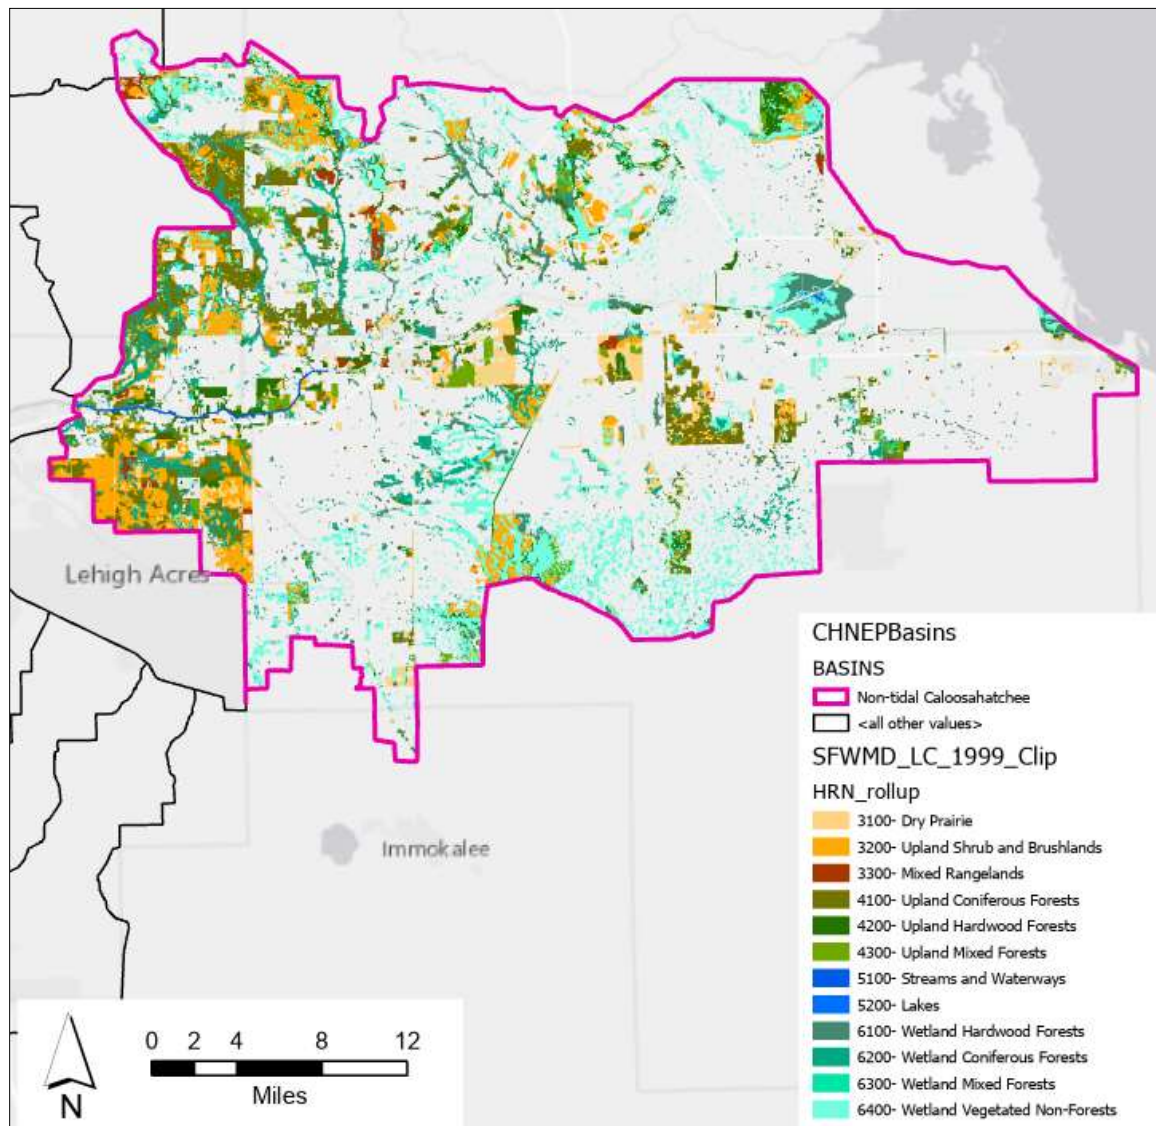 Lehigh Acres
Immokalee
CHNEPBasins
BASINS
Non-tidal Caloosahatchee
<all other values>
SFWMD_LC_1999_Clip
HRN_rollup
3100- Dry Prairie
3200- Upland Shrub and Brushlands
3300- Mixed Rangelands
4100- Upland Coniferous Forests
4200- Upland Hardwood Forests
4300- Upland Mixed Forests
5100- Streams and Waterways
5200- Lakes
6100- Wetland Hardwood Forests
6200- Wetland Coniferous Forests
6300- Wetland Mixed Forests
6400- Wetland Vegetated Non-Forests
N
0 2 4 8 12
Miles